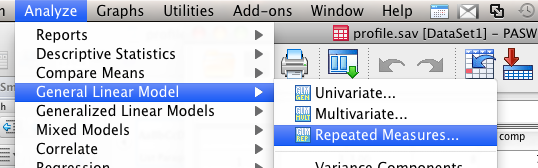 Analyze Graphs Utilities Add-ons Window Help
profile.sav [DataSet1] – PASW
Reports
Descriptive Statistics
Compare Means
General Linear Model
Univariate...
Generalized Linear Models
Multivariate...
Mixed Models
Repeated Measures...
comp
Correlate
Regression
Variance Components